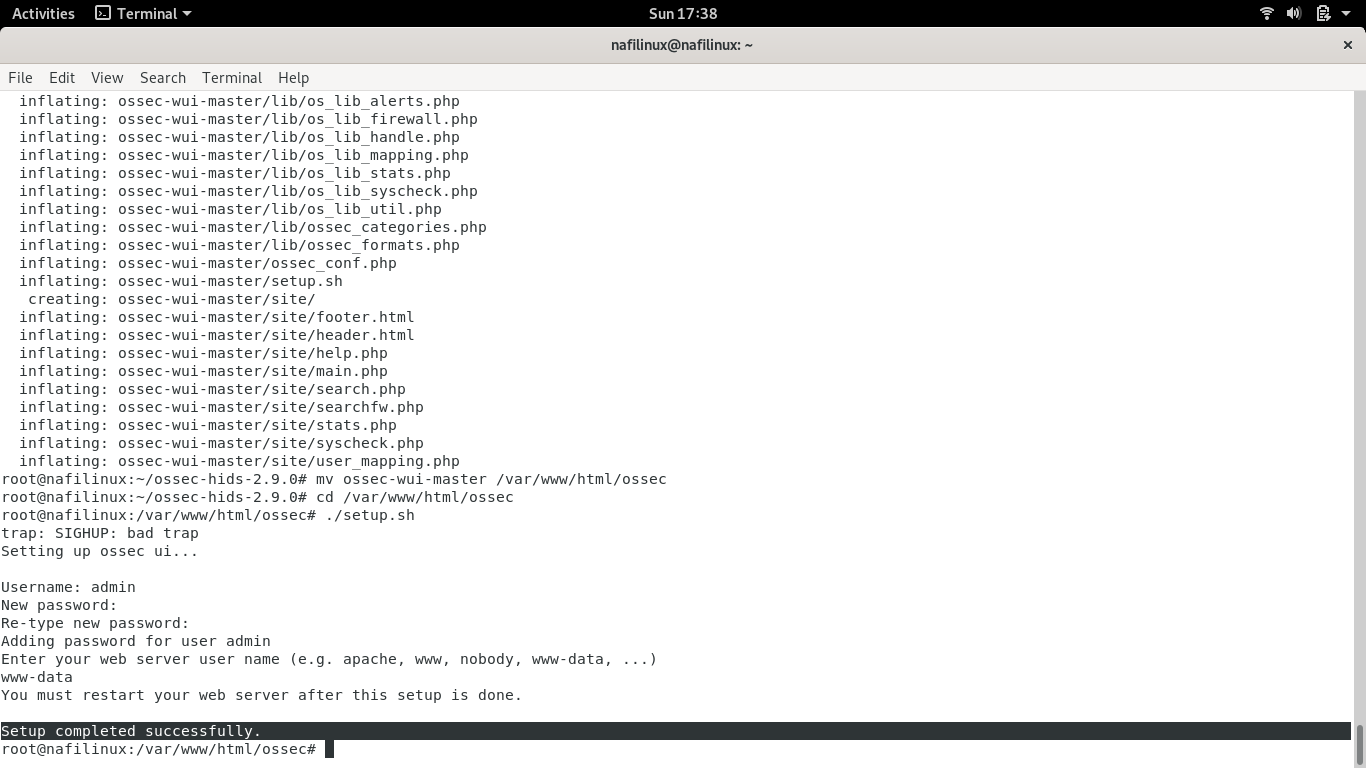 Activities Terminal Sun 17:38
nafilinux@nafilinux: ~ ×
File Edit View Search Terminal Help
inflating: ossec-wui-master/lib/os_lib_alerts.php
inflating: ossec-wui-master/lib/os_lib_firewall.php
inflating: ossec-wui-master/lib/os_lib_handle.php
inflating: ossec-wui-master/lib/os_lib_mapping.php
inflating: ossec-wui-master/lib/os_lib_stats.php
inflating: ossec-wui-master/lib/os_lib_syscheck.php
inflating: ossec-wui-master/lib/os_lib_util.php
inflating: ossec-wui-master/lib/ossec_categories.php
inflating: ossec-wui-master/lib/ossec_formats.php
inflating: ossec-wui-master/ossec_conf.php
inflating: ossec-wui-master/setup.sh
creating: ossec-wui-master/site/
inflating: ossec-wui-master/site/footer.html
inflating: ossec-wui-master/site/header.html
inflating: ossec-wui-master/site/help.php
inflating: ossec-wui-master/site/main.php
inflating: ossec-wui-master/site/search.php
inflating: ossec-wui-master/site/searchfw.php
inflating: ossec-wui-master/site/stats.php
inflating: ossec-wui-master/site/syscheck.php
inflating: ossec-wui-master/site/user_mapping.php
root@nafilinux:~/ossec-hids-2.9.0# mv ossec-wui-master /var/www/html/ossec
root@nafilinux:~/ossec-hids-2.9.0# cd /var/www/html/ossec
root@nafilinux:/var/www/html/ossec# ./setup.sh
trap: SIGHUP: bad trap
Setting up ossec ui...
Username: admin
New password:
Re-type new password:
Adding password for user admin
Enter your web server user name (e.g. apache, www, nobody, www-data, ...)
www-data
You must restart your web server after this setup is done.
Setup completed successfully.
root@nafilinux:/var/www/html/ossec#